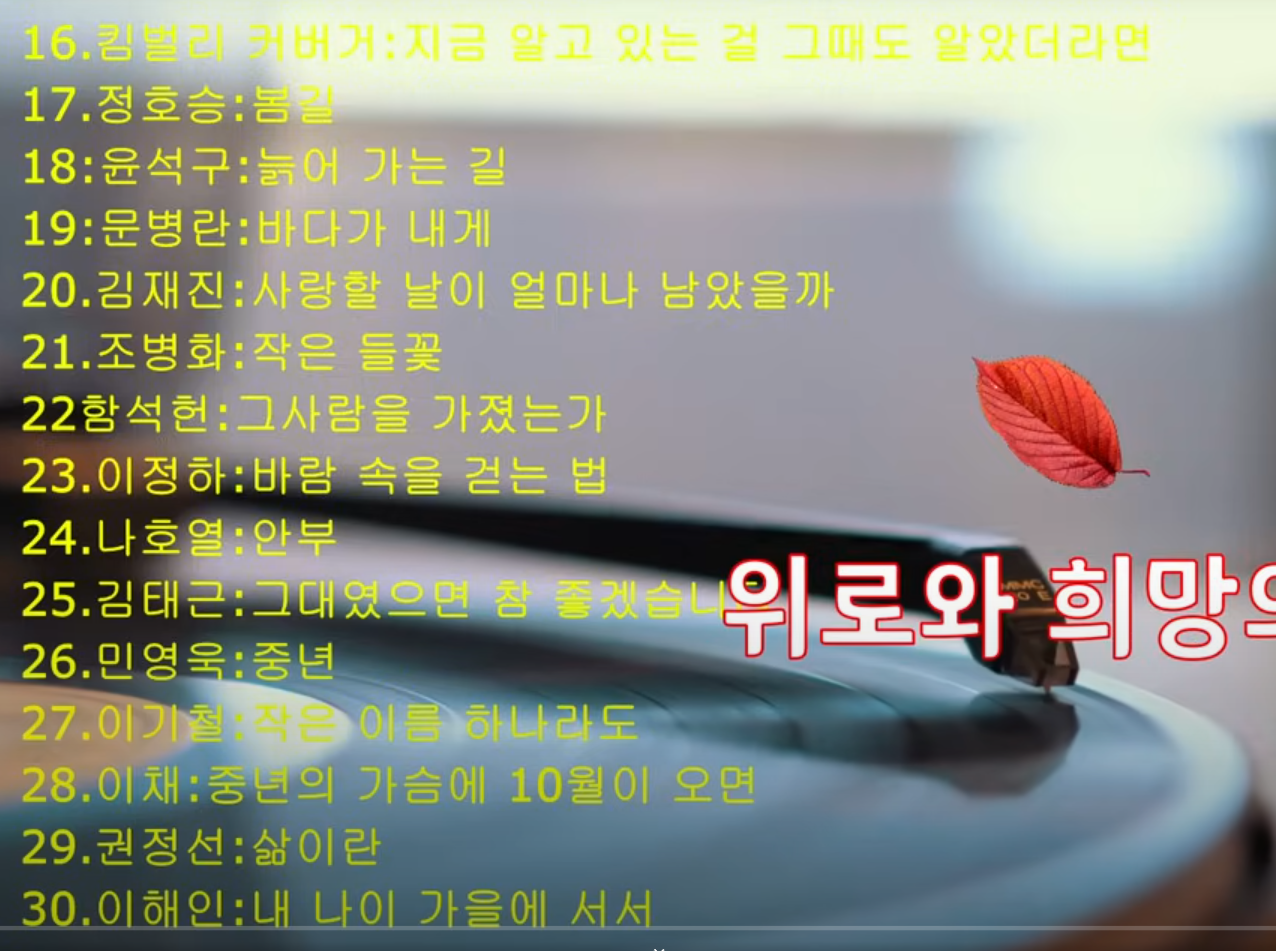 16.킴벌리 커버거:지금 알고 있는 걸 그때도 알았더라면
17.정호승:봄길
18:윤석구:늙어 가는 길
19:문병란:바다가 내게
20.김재진:사랑할 날이 얼마나 남았을까
21.조병화:작은 들꽃
22함석헌:그사람을 가졌는가
23.이정하:바람 속을 걷는 법
24.나호열:안부
25.김태근:그대였으면 참 좋겠습니다
위로와 희망의
26.민영욱:중년
27.이기철:작은 이름 하나라도
28.이채:중년의 가슴에 10월이 오면
29.권정선:삶이란
30.이해인:내 나이 가을에 서서